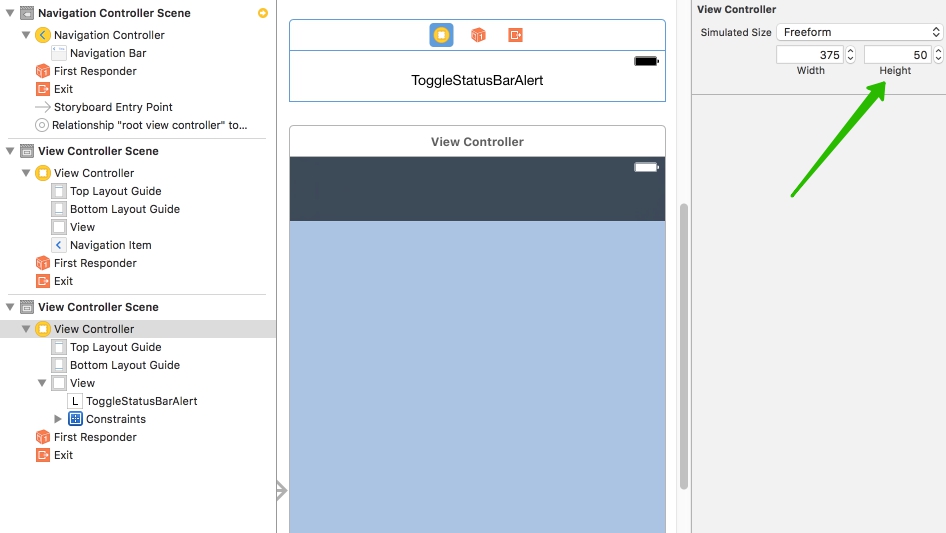 Navigation Controller Scene
Navigation Controller
Navigation Bar
First Responder
Exit
Storyboard Entry Point
Relationship "root view controller" to...
View Controller Scene
View Controller
Top Layout Guide
Bottom Layout Guide
View
Navigation Item
First Responder
Exit
View Controller Scene
View Controller
Top Layout Guide
Bottom Layout Guide
View
L ToggleStatusBarAlert
Constraints
First Responder
Exit
ToggleStatusBarAlert
View Controller
View Controller
Simulated Size Freeform
375 50
Width Height